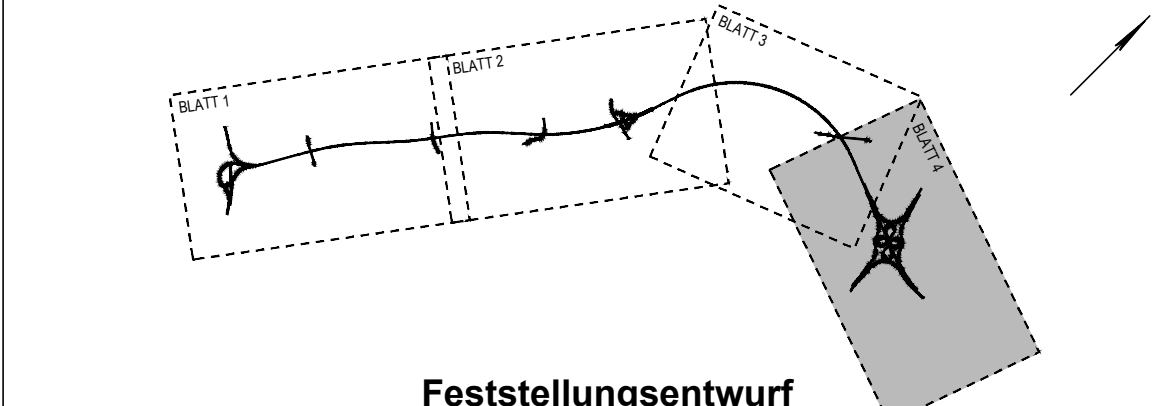 BLATT 1
BLATT 2
BLATT 3
BLATT 4
Feststellungsentwurf